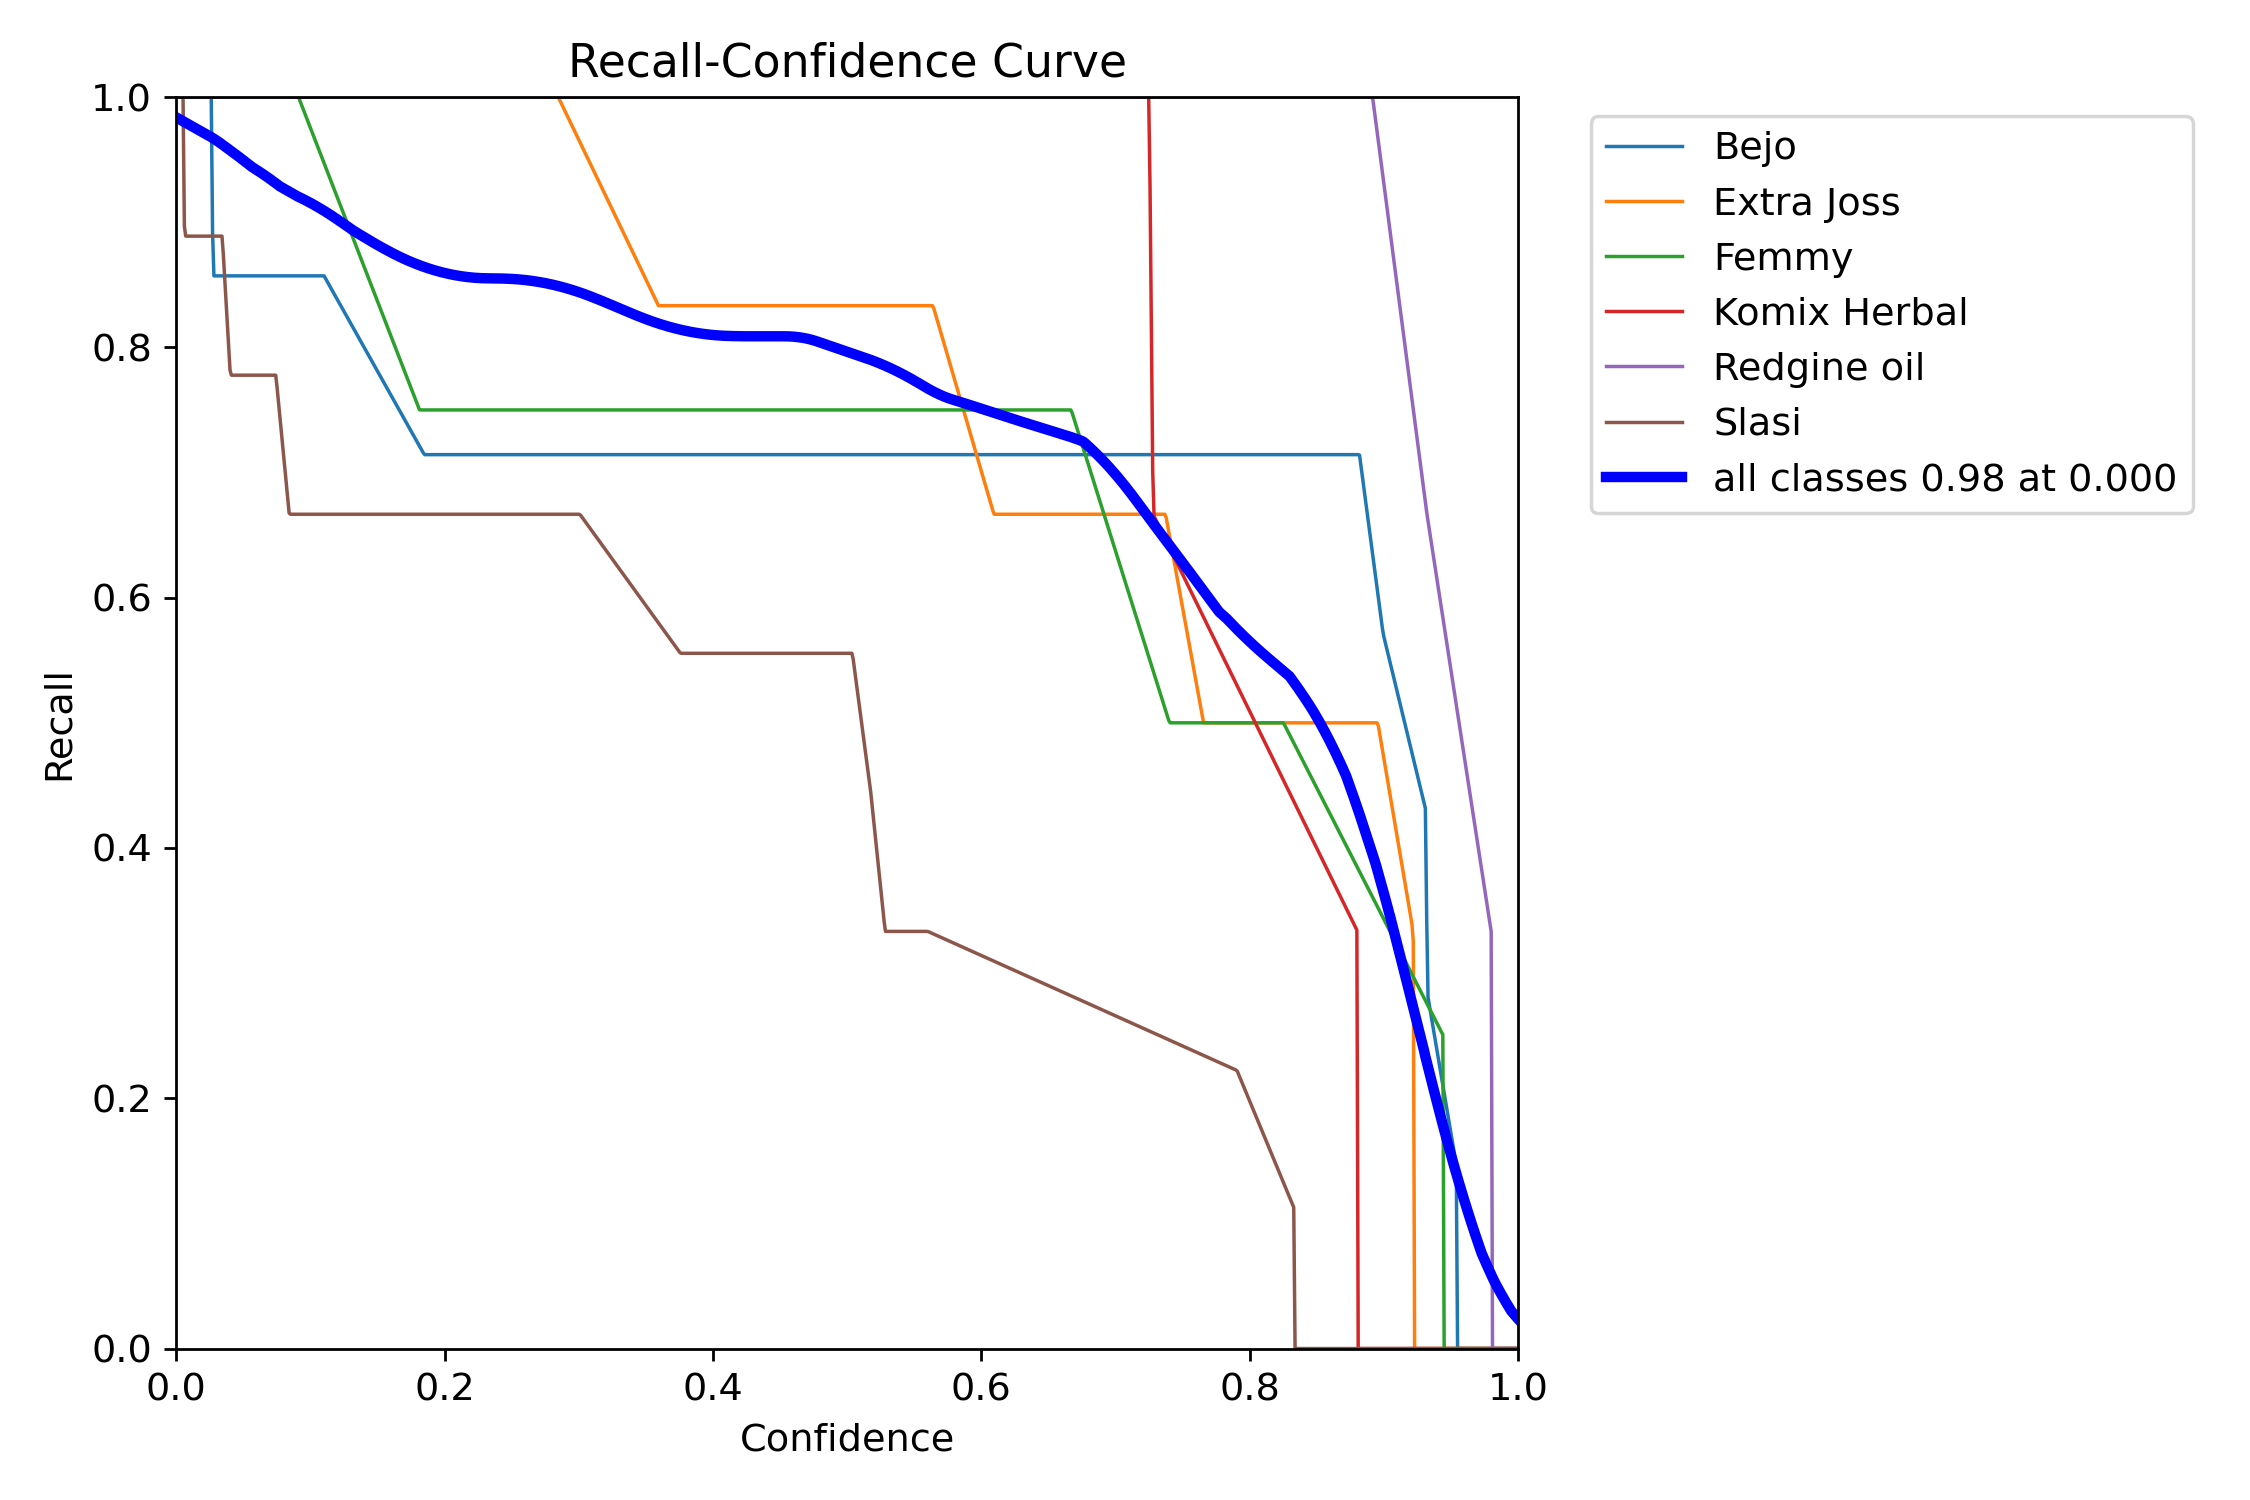 Recall-Confidence Curve
1.0
0.8
0.6
0.4
0.2
0.0
Recall
0.0 0.2 0.4 0.6 0.8 1.0
Confidence
Bejo
Extra Joss
Femmy
Komix Herbal
Redgine oil
Slasi
all classes 0.98 at 0.000